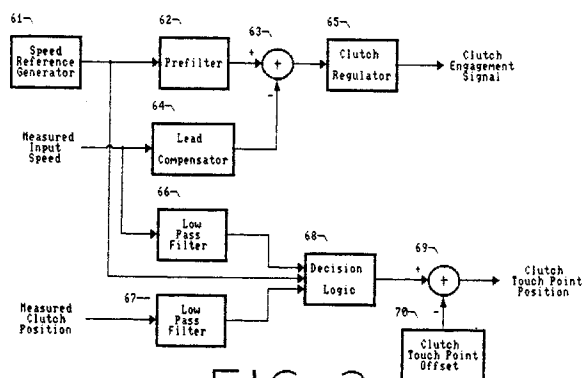 61
Speed
Reference
Generator
62
Prefilter
63
+
+
-
65
Clutch
Regulator
Clutch
Engagement
Signal
Measured
Input
Speed
64
Lead
Compensator
66
Low
Pass
Filter
68
Decision
Logic
69
+
+
-
Clutch
Touch Point
Position
Measured
Clutch
Position
67
Low
Pass
Filter
70
Clutch
Touch Point
Offset